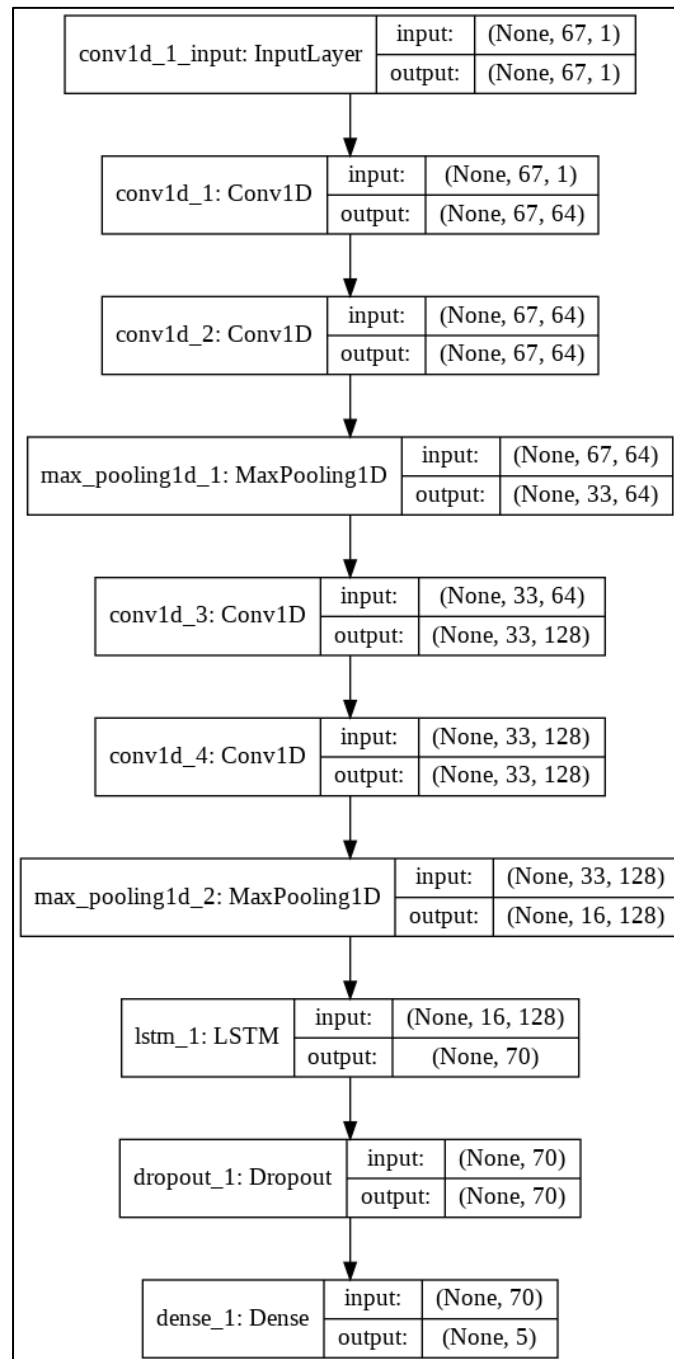 conv1d_1_input: InputLayer
input: (None, 67, 1)
output: (None, 67, 1)
conv1d_1: Conv1D
input: (None, 67, 1)
output: (None, 67, 64)
conv1d_2: Conv1D
input: (None, 67, 64)
output: (None, 67, 64)
max_pooling1d_1: MaxPooling1D
input: (None, 67, 64)
output: (None, 33, 64)
conv1d_3: Conv1D
input: (None, 33, 64)
output: (None, 33, 128)
conv1d_4: Conv1D
input: (None, 33, 128)
output: (None, 33, 128)
max_pooling1d_2: MaxPooling1D
input: (None, 33, 128)
output: (None, 16, 128)
lstm_1: LSTM
input: (None, 16, 128)
output: (None, 70)
dropout_1: Dropout
input: (None, 70)
output: (None, 70)
dense_1: Dense
input: (None, 70)
output: (None, 5)